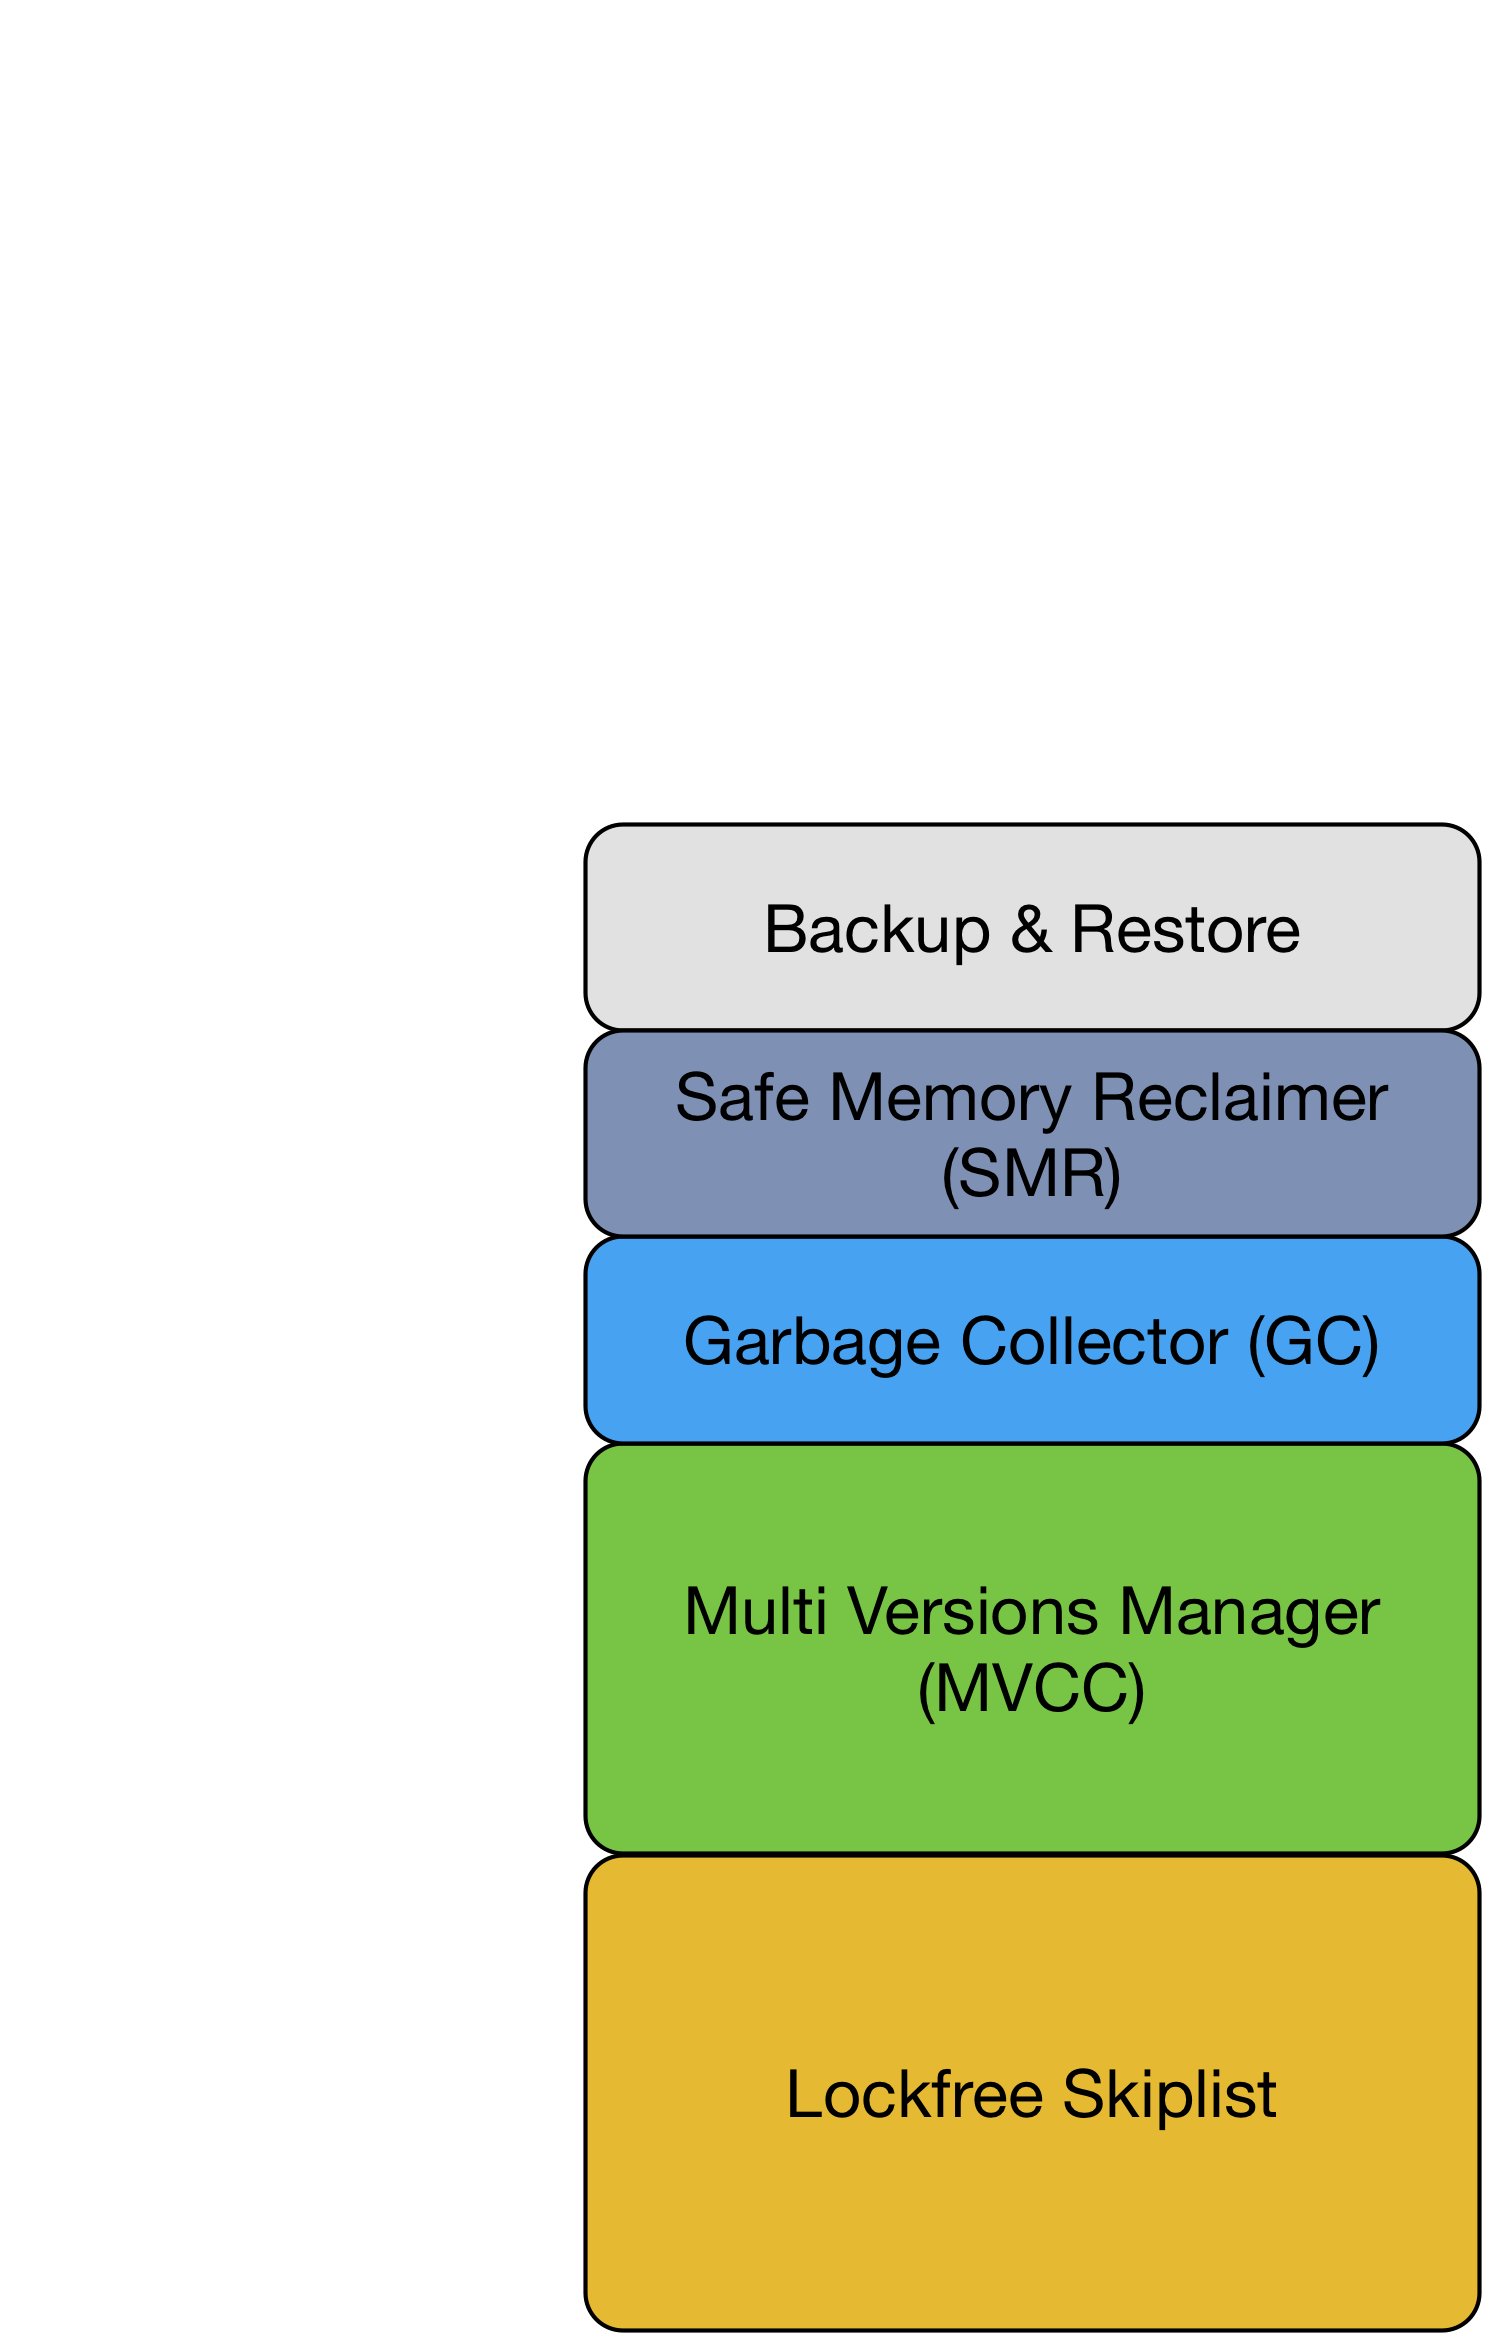 Backup & Restore
Safe Memory Reclaimer
(SMR)
Garbage Collector (GC)
Multi Versions Manager
(MVCC)
Lockfree Skiplist